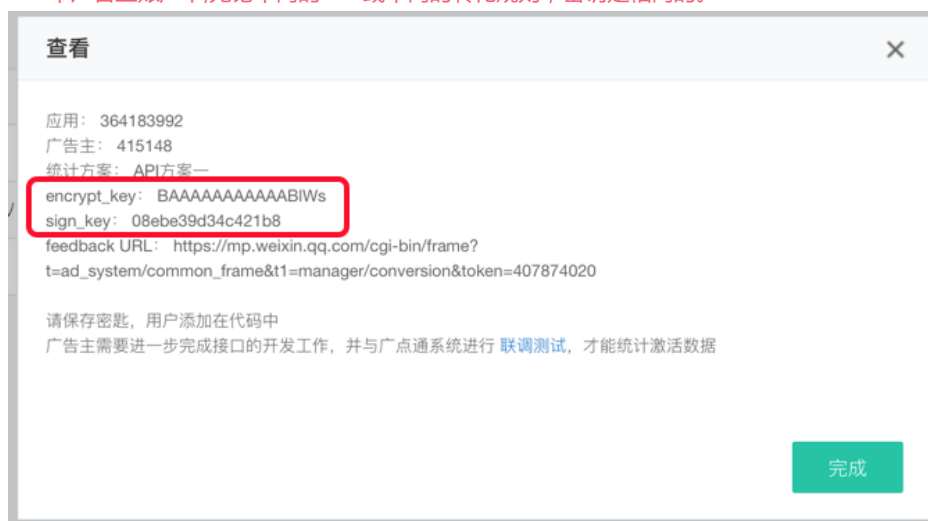 查看
应用： 364183992
广告主： 415148
统计方案： API方案一
encrypt_key： BAAAAAAAAAAABIWs
sign_key： 08ebe39d34c421b8
feedback URL： https://mp.weixin.qq.com/cgi-bin/frame?
t=ad_system/common_frame&t1=manager/conversion&token=407874020
请保存密匙，用户添加在代码中
广告主需要进一步完成接口的开发工作，并与广点通系统进行 联调测试，才能统计激活数据
完成